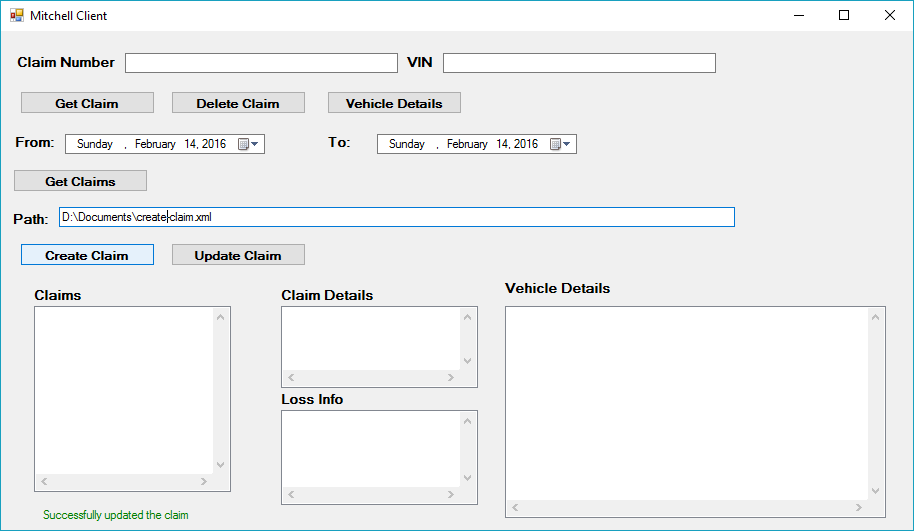 Mitchell Client
Claim Number VIN
Get Claim Delete Claim Vehicle Details
From: Sunday , February 14, 2016 To: Sunday , February 14, 2016
Get Claims
Path: D:\Documents\create-claim.xml
Create Claim Update Claim
Claims Claim Details Vehicle Details
Loss Info
Successfully updated the claim